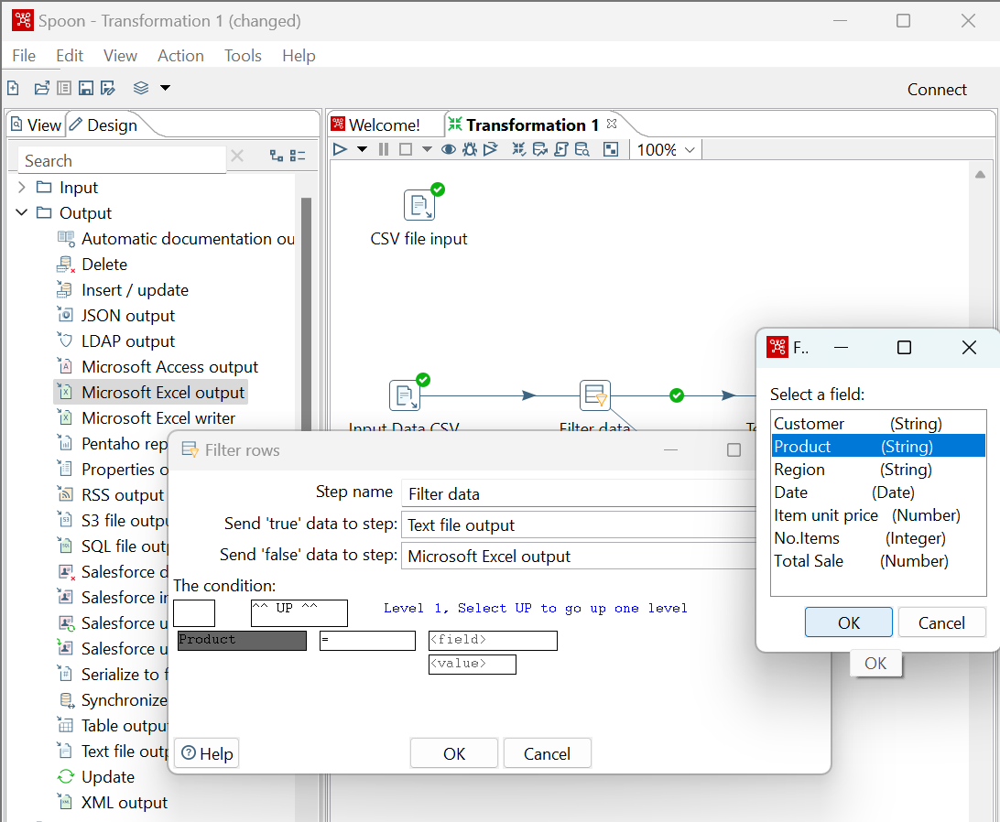 Spoon - Transformation 1 (changed)
File Edit View Action Tools Help
Connect
View Design
Welcome! Transformation 1
Search
100%
Input
Output
Automatic documentation ou
Delete
Insert / update
JSON output
LDAP output
Microsoft Access output
Microsoft Excel output
Microsoft Excel writer
Pentaho rep
Properties o
RSS output
S3 file outpu
SQL file outp
Salesforce d
Salesforce in
Salesforce u
Salesforce u
Serialize to f
Synchronize
Table output
Text file outp
Update
XML output
CSV file input
Input Data CSV Filter data Te
Filter rows
Step name Filter data
Send 'true' data to step: Text file output
Send 'false' data to step: Microsoft Excel output
The condition:
^^ UP ^^ Level 1, Select UP to go up one level
Product = <field>
<value>
Help OK Cancel
F..
Select a field:
Customer (String)
Product (String)
Region (String)
Date (Date)
Item unit price (Number)
No.Items (Integer)
Total Sale (Number)
OK Cancel
OK